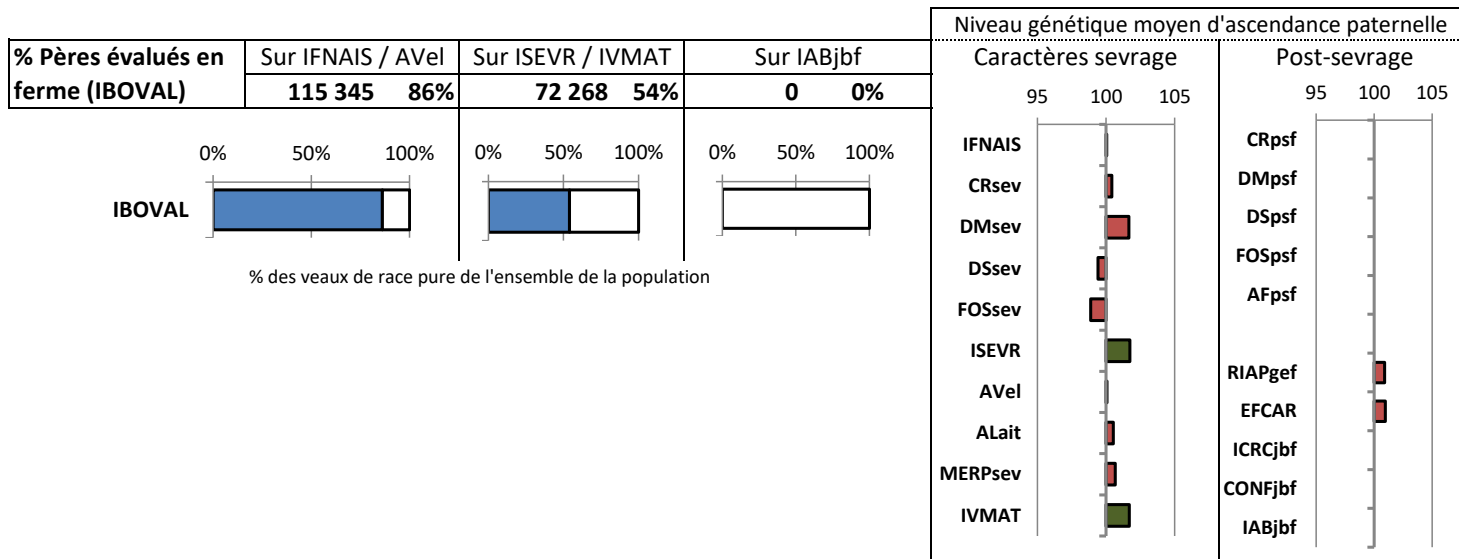 Niveau génétique moyen d'ascendance paternelle
% Pères évalués en ferme (IBOVAL)
Sur IFNAIS / AVel
Sur ISEVR / IVMAT
Sur IABjbf
115 345 86%
72 268 54%
0 0%
0% 50% 100%
0% 50% 100%
0% 50% 100%
IBOVAL
% des veaux de race pure de l'ensemble de la population
Caractères sevrage
95 100 105
IFNAIS
CRsev
DMsev
DSsev
FOSsev
ISEVR
AVel
ALait
MERPsev
IVMAT
Post-sevrage
95 100 105
CRpsf
DMpsf
DSpsf
FOSpsf
AFpsf
RIAPgef
EFCAR
ICRCjbf
CONFjbf
IABjbf